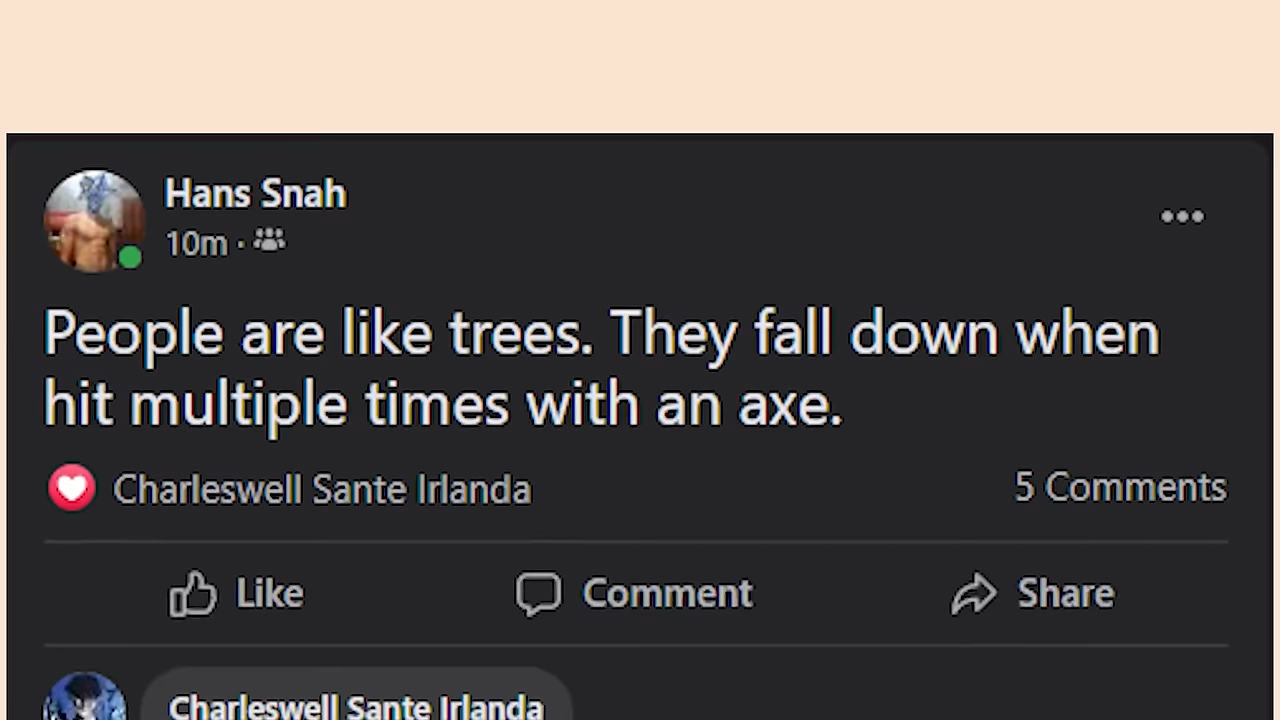 Hans Snah
10m ·
People are like trees. They fall down when
hit multiple times with an axe.
Charleswell Sante Irlanda
5 Comments
Like
Comment
Share
Charleswell Sante Irlanda